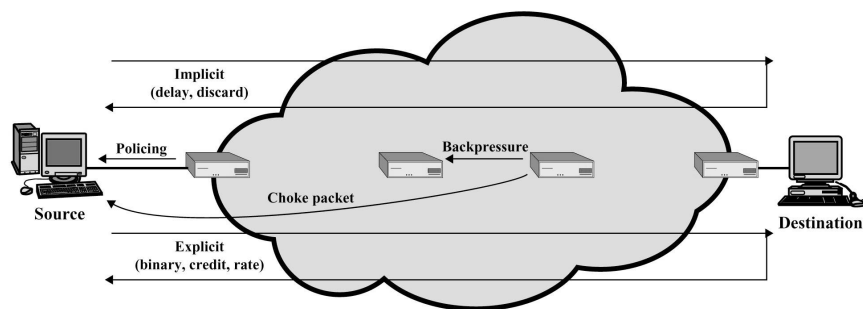 Implicit
(delay, discard)
Policing
Backpressure
Choke packet
Source
Destination
Explicit
(binary, credit, rate)